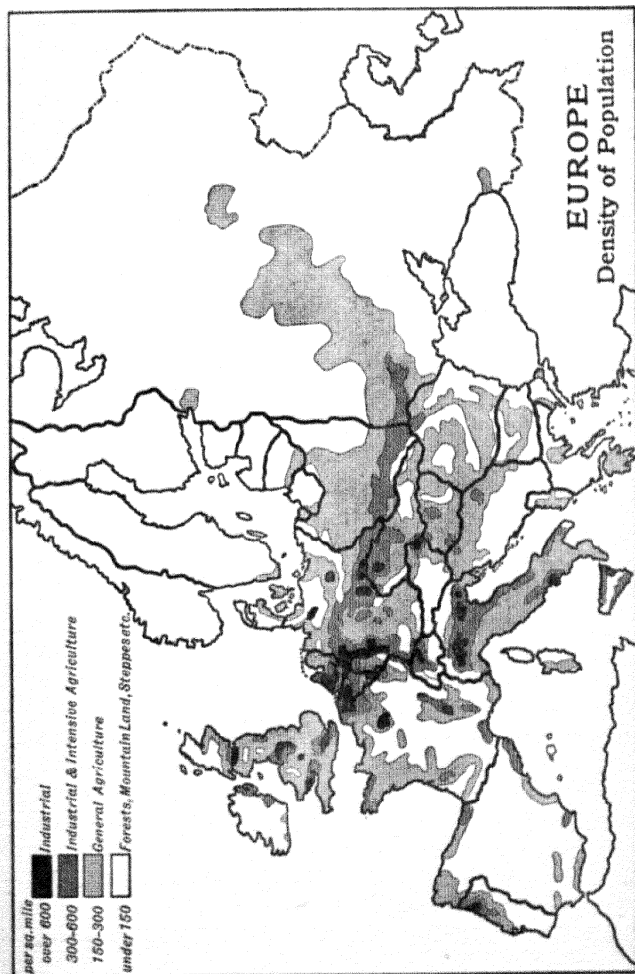 per sq.mile
over 600 Industrial
300-600 Industrial & Intensive Agriculture
150-300 General Agriculture
under 150 Forests, Mountain Land, Steppes etc.
EUROPE
Density of Population